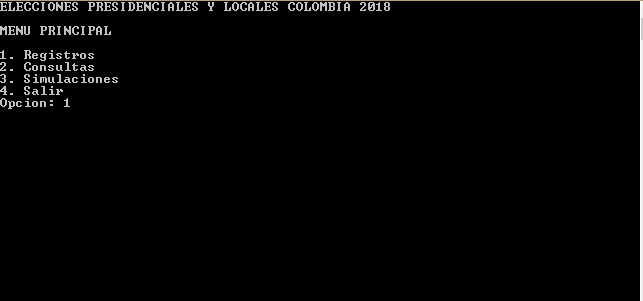 ELECCIONES PRESIDENCIALES Y LOCALES COLOMBIA 2018
MENU PRINCIPAL
1. Registros
2. Consultas
3. Simulaciones
4. Salir
Opcion: 1